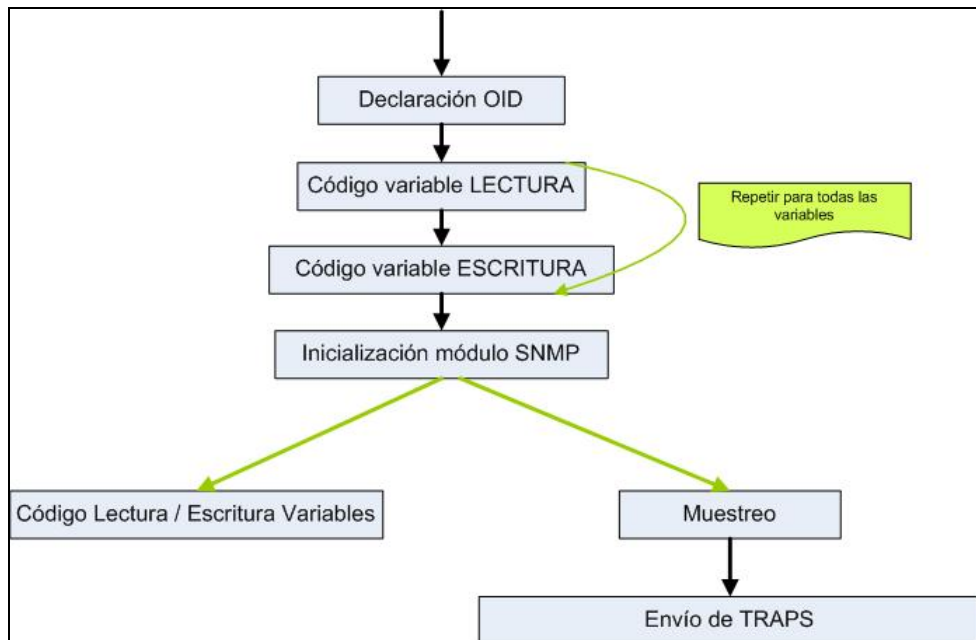 Declaración OID
Código variable LECTURA
Repetir para todas las
variables
Código variable ESCRITURA
Inicialización módulo SNMP
Código Lectura / Escritura Variables
Muestreo
Envío de TRAPS